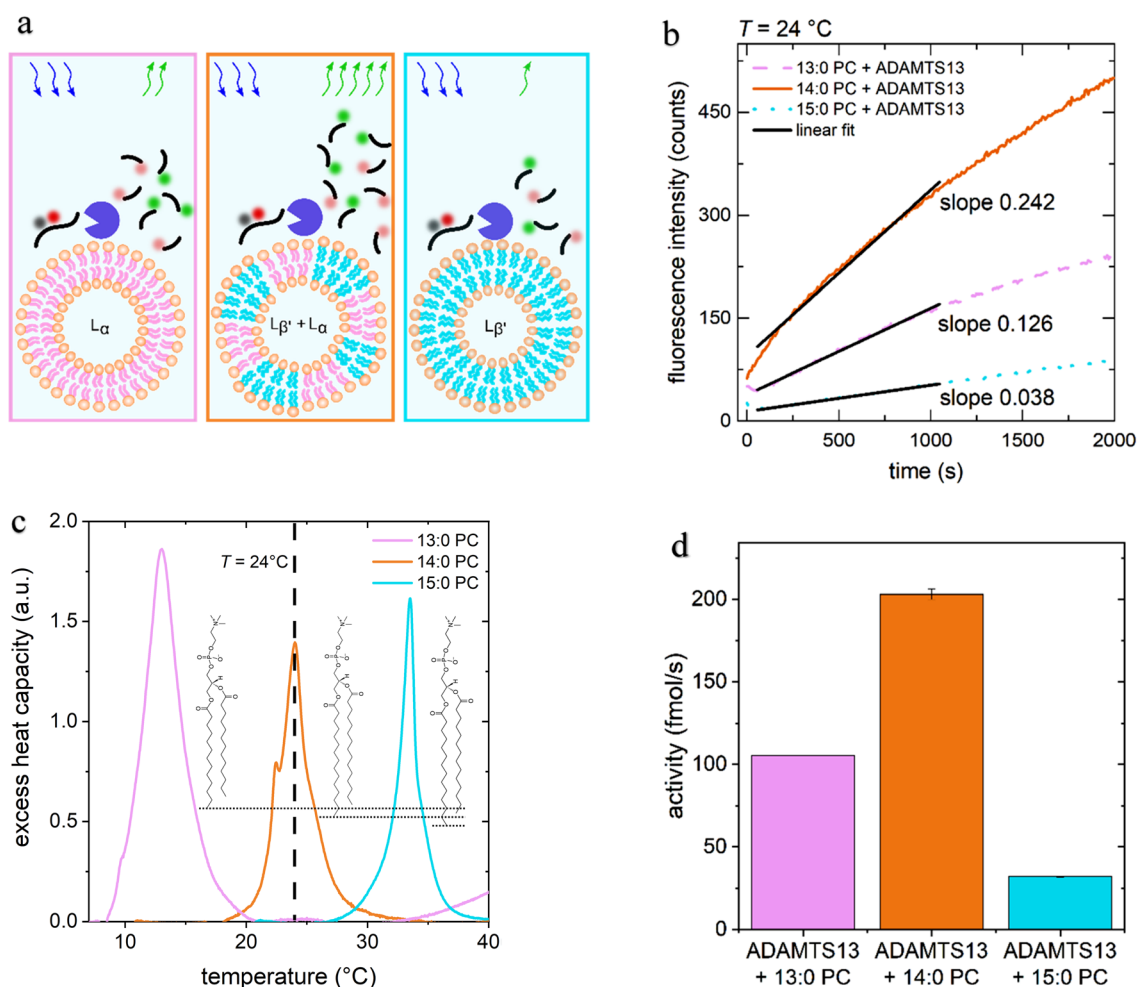 a
Lα
Lβ' + Lα
Lβ'
b
T = 24 °C
13:0 PC + ADAMTS13
14:0 PC + ADAMTS13
15:0 PC + ADAMTS13
linear fit
slope 0.242
slope 0.126
slope 0.038
450
300
150
0
0
500
1000
1500
2000
fluorescence intensity (counts)
time (s)
c
T = 24°C
13:0 PC
14:0 PC
15:0 PC
2.0
1.5
1.0
0.5
0.0
10
20
30
40
excess heat capacity (a.u.)
temperature (°C)
d
200
150
100
50
0
activity (fmol/s)
ADAMTS13
+ 13:0 PC
ADAMTS13
+ 14:0 PC
ADAMTS13
+ 15:0 PC